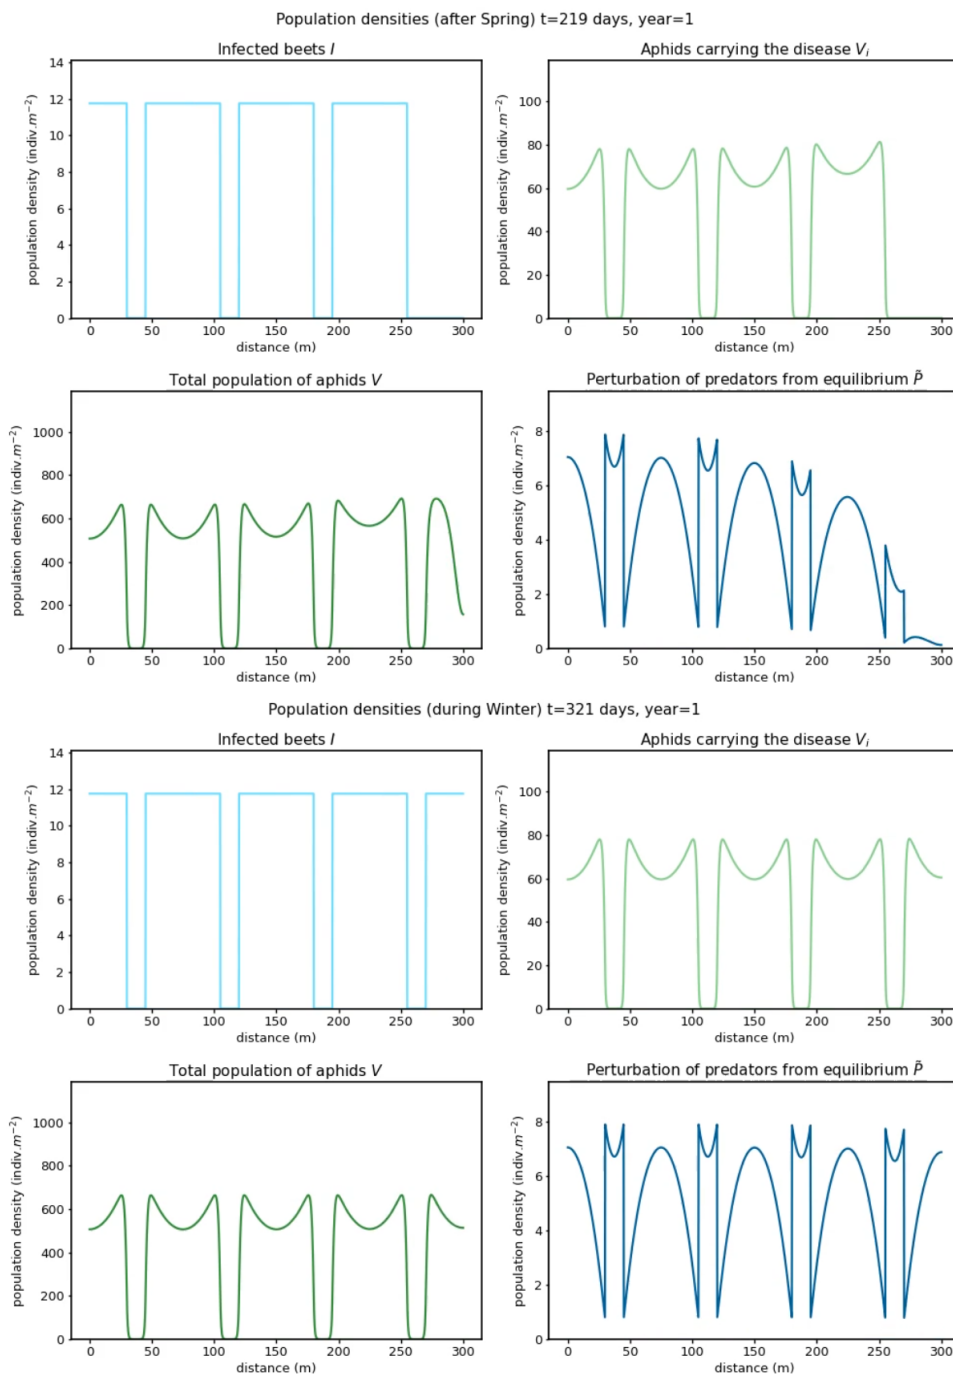 Population densities (after Spring) t=219 days, year=1
Infected beets I
Aphids carrying the disease Vᵢ
population density (indiv.m⁻²)
14
12
10
8
6
4
2
0
0 50 100 150 200 250 300
distance (m)
population density (indiv.m⁻²)
100
80
60
40
20
0
0 50 100 150 200 250 300
distance (m)
Total population of aphids V
Perturbation of predators from equilibrium P̃
population density (indiv.m⁻²)
1000
800
600
400
200
0
0 50 100 150 200 250 300
distance (m)
population density (indiv.m⁻²)
8
6
4
2
0
0 50 100 150 200 250 300
distance (m)
Population densities (during Winter) t=321 days, year=1
Infected beets I
Aphids carrying the disease Vᵢ
population density (indiv.m⁻²)
14
12
10
8
6
4
2
0
0 50 100 150 200 250 300
distance (m)
population density (indiv.m⁻²)
100
80
60
40
20
0
0 50 100 150 200 250 300
distance (m)
Total population of aphids V
Perturbation of predators from equilibrium P̃
population density (indiv.m⁻²)
1000
800
600
400
200
0
0 50 100 150 200 250 300
distance (m)
population density (indiv.m⁻²)
8
6
4
2
0
0 50 100 150 200 250 300
distance (m)